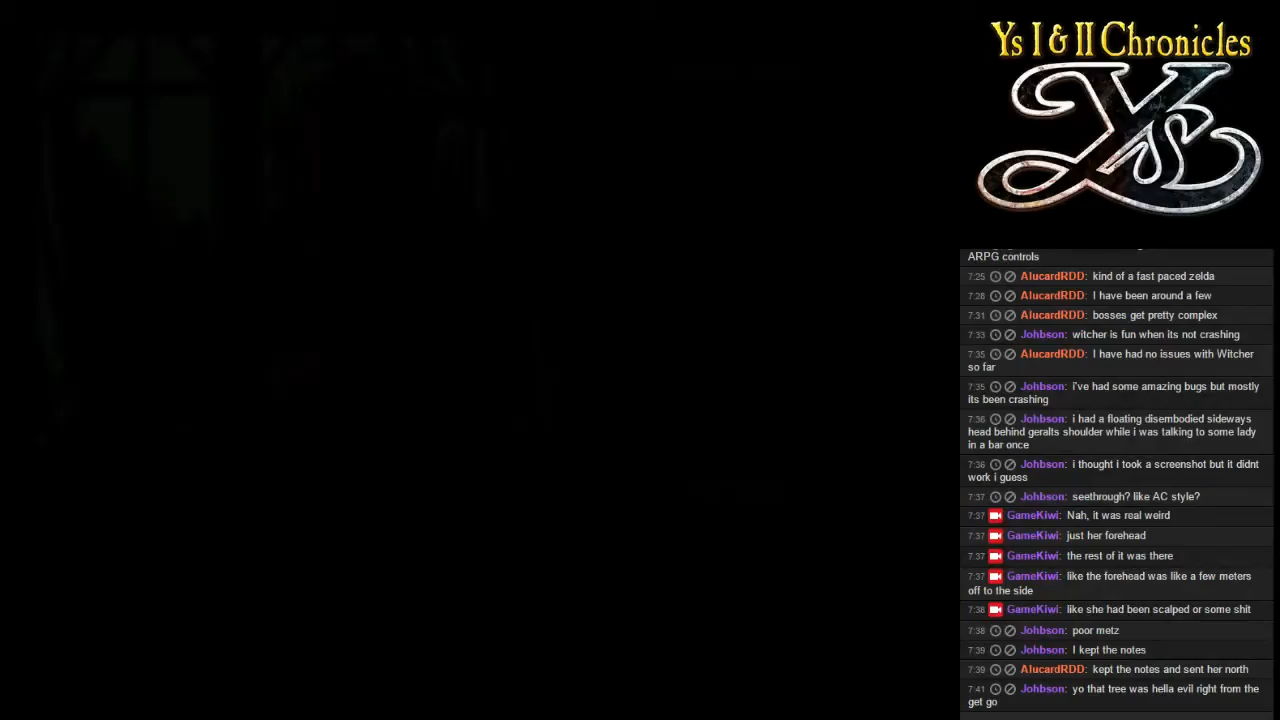 Ys I & II Chronicles
Ys
ARPG controls
7:25 AlucardRDD: kind of a fast paced zelda
7:28 AlucardRDD: I have been around a few
7:31 AlucardRDD: bosses get pretty complex
7:33 Johbson: witcher is fun when its not crashing
7:35 AlucardRDD: I have had no issues with Witcher
so far
7:35 Johbson: i've had some amazing bugs but mostly
its been crashing
7:36 Johbson: i had a floating disembodied sideways
head behind geralts shoulder while i was talking to some lady
in a bar once
7:36 Johbson: i thought i took a screenshot but it didnt
work i guess
7:37 Johbson: seethrough? like AC style?
7:37 GameKiwi: Nah, it was real weird
7:37 GameKiwi: just her forehead
7:37 GameKiwi: the rest of it was there
7:37 GameKiwi: like the forehead was like a few meters
off to the side
7:38 GameKiwi: like she had been scalped or some shit
7:38 Johbson: poor metz
7:39 Johbson: I kept the notes
7:39 AlucardRDD: kept the notes and sent her north
7:41 Johbson: yo that tree was hella evil right from the
get go